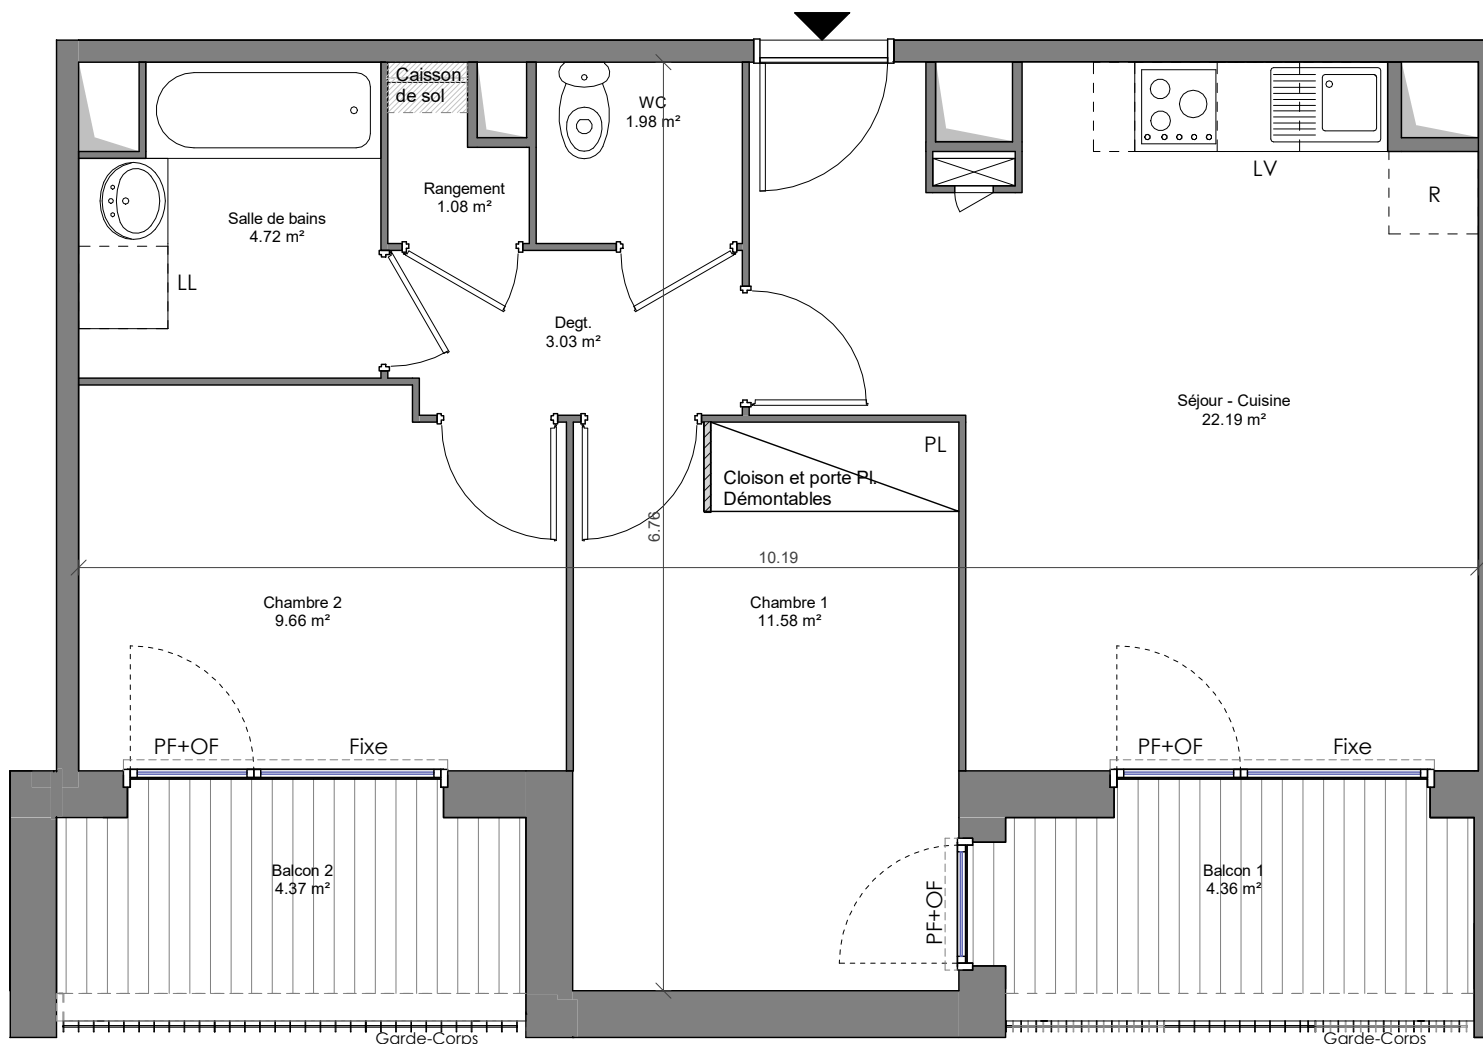 Caisson
de sol
WC
1.98 m²
LV
R
Rangement
1.08 m²
Salle de bains
4.72 m²
LL
Degt.
3.03 m²
Séjour - Cuisine
22.19 m²
PL
Cloison et porte Pl.
Démontables
6.76
10.19
Chambre 2
9.66 m²
Chambre 1
11.58 m²
PF+OF
Fixe
PF+OF
Fixe
Balcon 2
4.37 m²
PF+OF
Balcon 1
4.36 m²
Garde-Corps
Garde-Corps